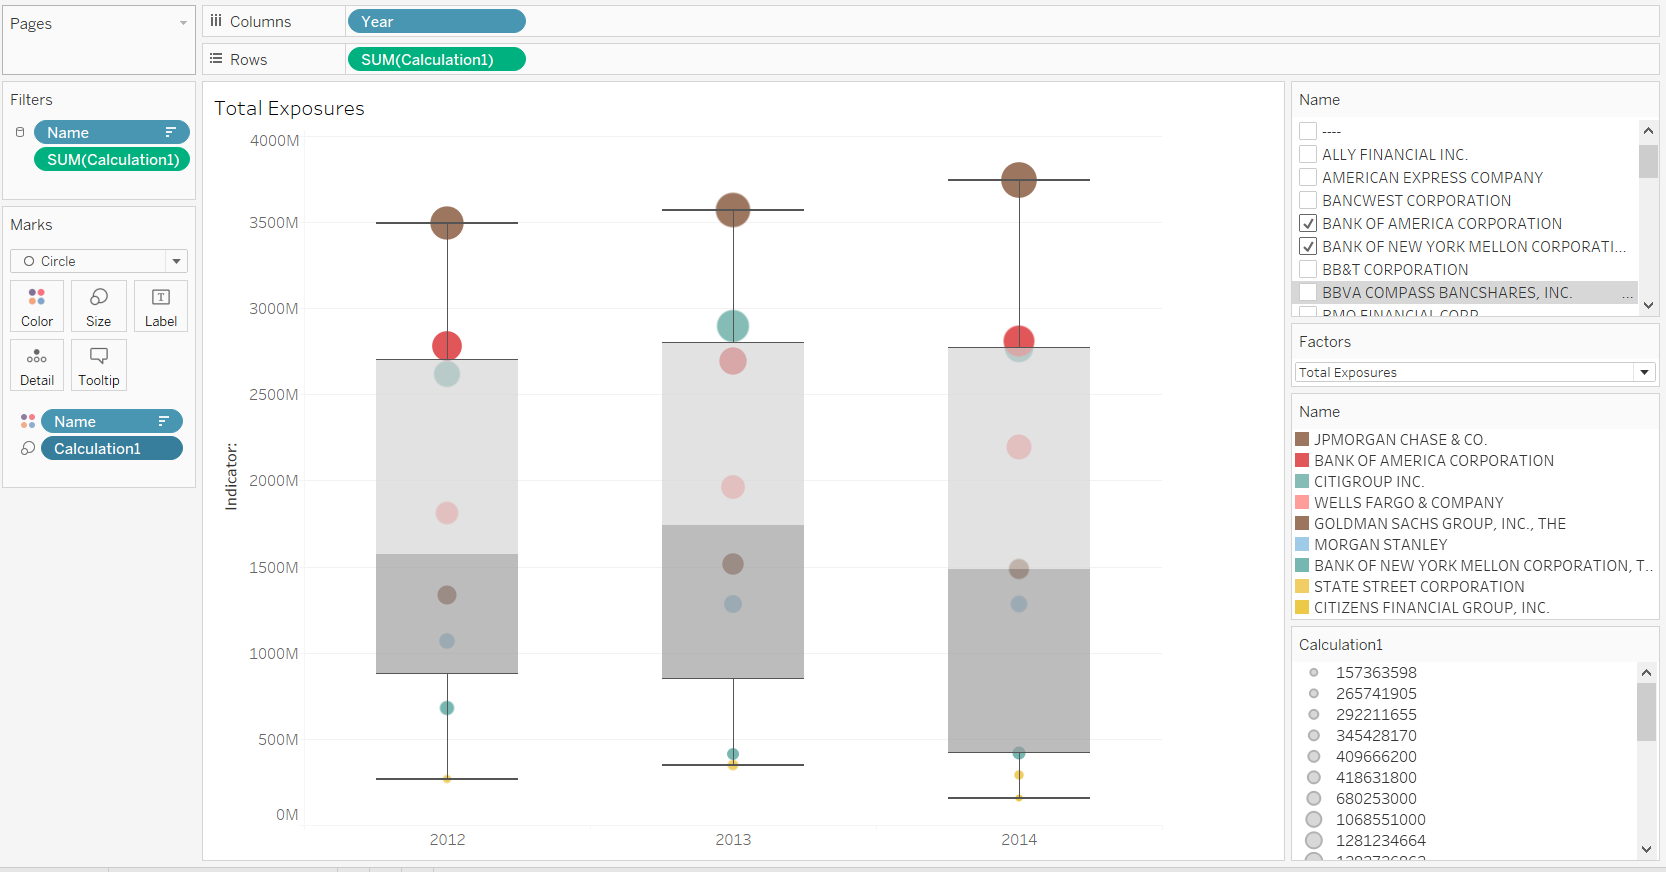 Pages
Columns
Year
Rows
SUM(Calculation1)
Filters
Name
SUM(Calculation1)
Marks
Circle
Color
Size
Label
Detail
Tooltip
Name
Calculation1
Total Exposures
4000M
3500M
3000M
2500M
2000M
1500M
1000M
500M
0M
Indicator:
2012
2013
2014
Name
----
ALLY FINANCIAL INC.
AMERICAN EXPRESS COMPANY
BANCWEST CORPORATION
BANK OF AMERICA CORPORATION
BANK OF NEW YORK MELLON CORPORATI...
BB&T CORPORATION
BBVA COMPASS BANCSHARES, INC. ...
BMO FINANCIAL CORP
Factors
Total Exposures
Name
JPMORGAN CHASE & CO.
BANK OF AMERICA CORPORATION
CITIGROUP INC.
WELLS FARGO & COMPANY
GOLDMAN SACHS GROUP, INC., THE
MORGAN STANLEY
BANK OF NEW YORK MELLON CORPORATION, T..
STATE STREET CORPORATION
CITIZENS FINANCIAL GROUP, INC.
Calculation1
157363598
265741905
292211655
345428170
409666200
418631800
680253000
1068551000
1281234664